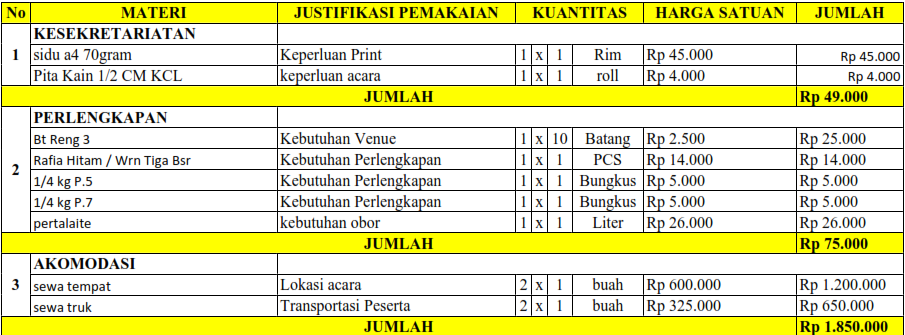 No MATERI JUSTIFIKASI PEMAKAIAN KUANTITAS HARGA SATUAN JUMLAH
1 KESEKRETARIATAN
sidu a4 70gram Keperluan Print 1 x 1 Rim Rp 45.000 Rp 45.000
Pita Kain 1/2 CM KCL keperluan acara 1 x 1 roll Rp 4.000 Rp 4.000
JUMLAH Rp 49.000
2 PERLENGKAPAN
Bt Reng 3 Kebutuhan Venue 1 x 10 Batang Rp 2.500 Rp 25.000
Rafia Hitam / Wrn Tiga Bsr Kebutuhan Perlengkapan 1 x 1 PCS Rp 14.000 Rp 14.000
1/4 kg P.5 Kebutuhan Perlengkapan 1 x 1 Bungkus Rp 5.000 Rp 5.000
1/4 kg P.7 Kebutuhan Perlengkapan 1 x 1 Bungkus Rp 5.000 Rp 5.000
pertalaite kebutuhan obor 1 x 1 Liter Rp 26.000 Rp 26.000
JUMLAH Rp 75.000
3 AKOMODASI
sewa tempat Lokasi acara 2 x 1 buah Rp 600.000 Rp 1.200.000
sewa truk Transportasi Peserta 2 x 1 buah Rp 325.000 Rp 650.000
JUMLAH Rp 1.850.000